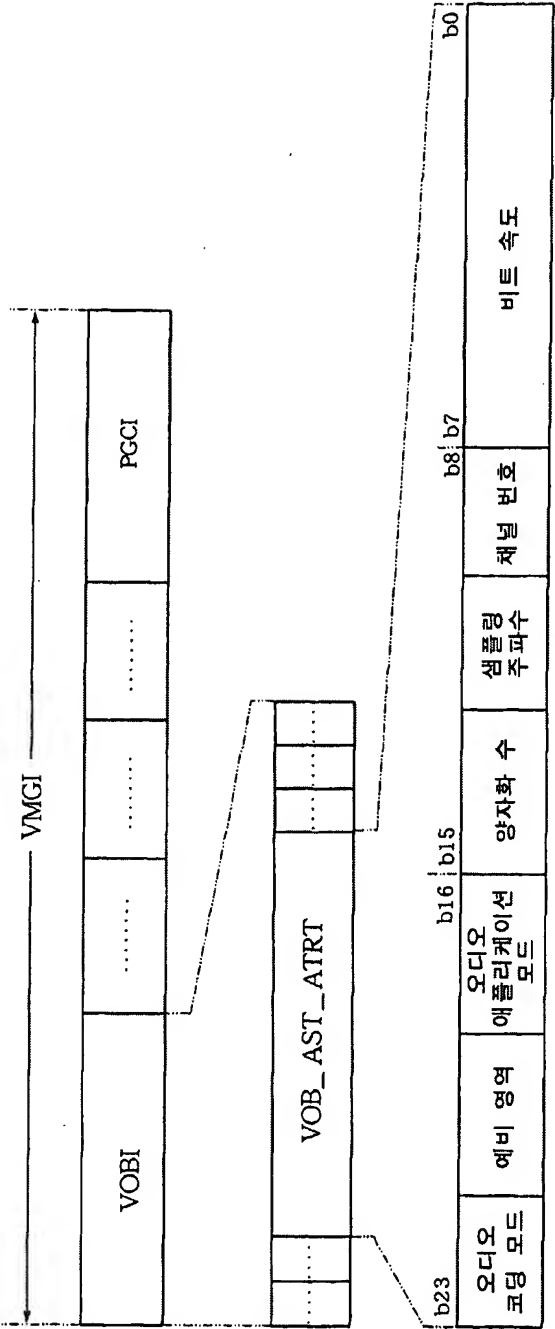 VMGI
VOBI
........
........
........
PGCI
.....
VOB_AST_ATRT
.....
b23
b16
b15
b8
b7
b0
오디오
코딩 모드
예비 영역
오디오
애플리케이션
모드
양자화 수
샘플링
주파수
채널 번호
비트 속도